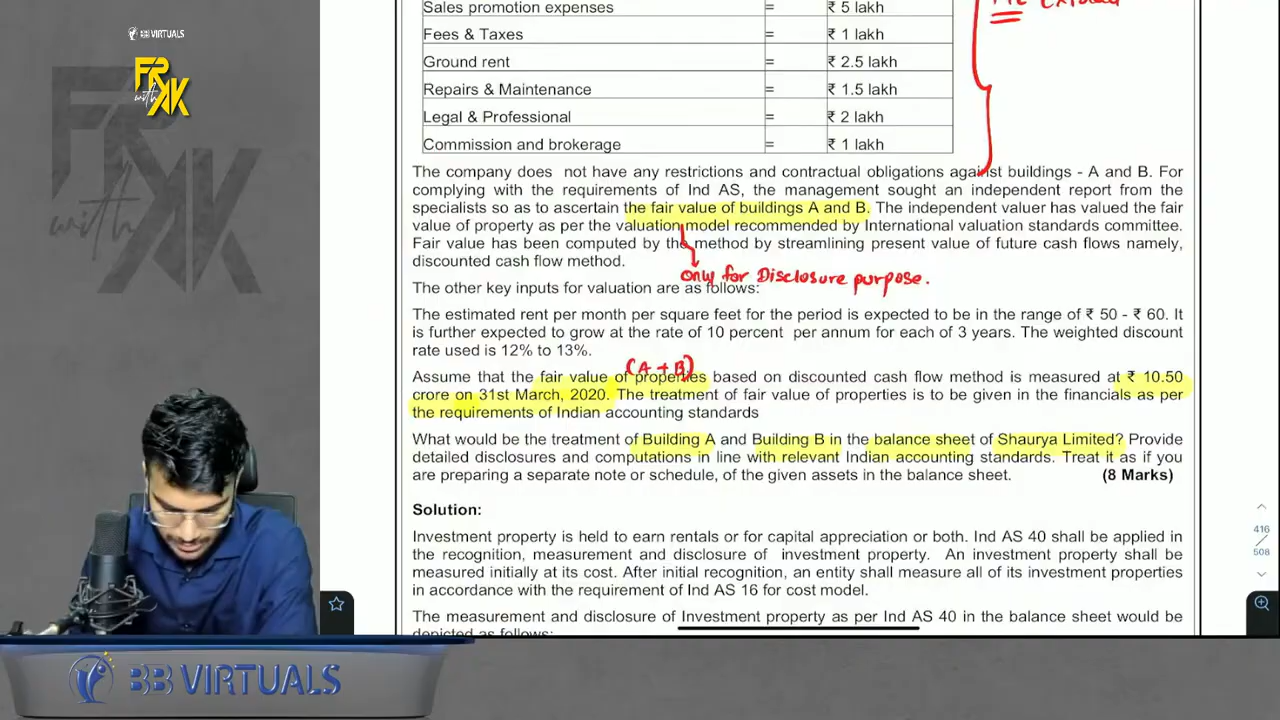 BB VIRTUALS
FR
with AK
Sales promotion expenses = ₹ 5 lakh
Fees & Taxes = ₹ 1 lakh
Ground rent = ₹ 2.5 lakh
Repairs & Maintenance = ₹ 1.5 lakh
Legal & Professional = ₹ 2 lakh
Commission and brokerage = ₹ 1 lakh
The company does not have any restrictions and contractual obligations against buildings - A and B. For
complying with the requirements of Ind AS, the management sought an independent report from the
specialists so as to ascertain the fair value of buildings A and B. The independent valuer has valued the fair
value of property as per the valuation model recommended by International valuation standards committee.
Fair value has been computed by the method by streamlining present value of future cash flows namely,
discounted cash flow method.
only for Disclosure purpose.
The other key inputs for valuation are as follows:
The estimated rent per month per square feet for the period is expected to be in the range of ₹ 50 - ₹ 60. It
is further expected to grow at the rate of 10 percent per annum for each of 3 years. The weighted discount
rate used is 12% to 13%.
(A + B)
Assume that the fair value of properties based on discounted cash flow method is measured at ₹ 10.50
crore on 31st March, 2020. The treatment of fair value of properties is to be given in the financials as per
the requirements of Indian accounting standards
What would be the treatment of Building A and Building B in the balance sheet of Shaurya Limited? Provide
detailed disclosures and computations in line with relevant Indian accounting standards. Treat it as if you
are preparing a separate note or schedule, of the given assets in the balance sheet. (8 Marks)
Solution:
Investment property is held to earn rentals or for capital appreciation or both. Ind AS 40 shall be applied
in the recognition, measurement and disclosure of investment property. An investment property shall be
measured initially at its cost. After initial recognition, an entity shall measure all of its investment properties
in accordance with the requirement of Ind AS 16 for cost model.
The measurement and disclosure of Investment property as per Ind AS 40 in the balance sheet would be
depicted as follows:
416
/
508
BB VIRTUALS